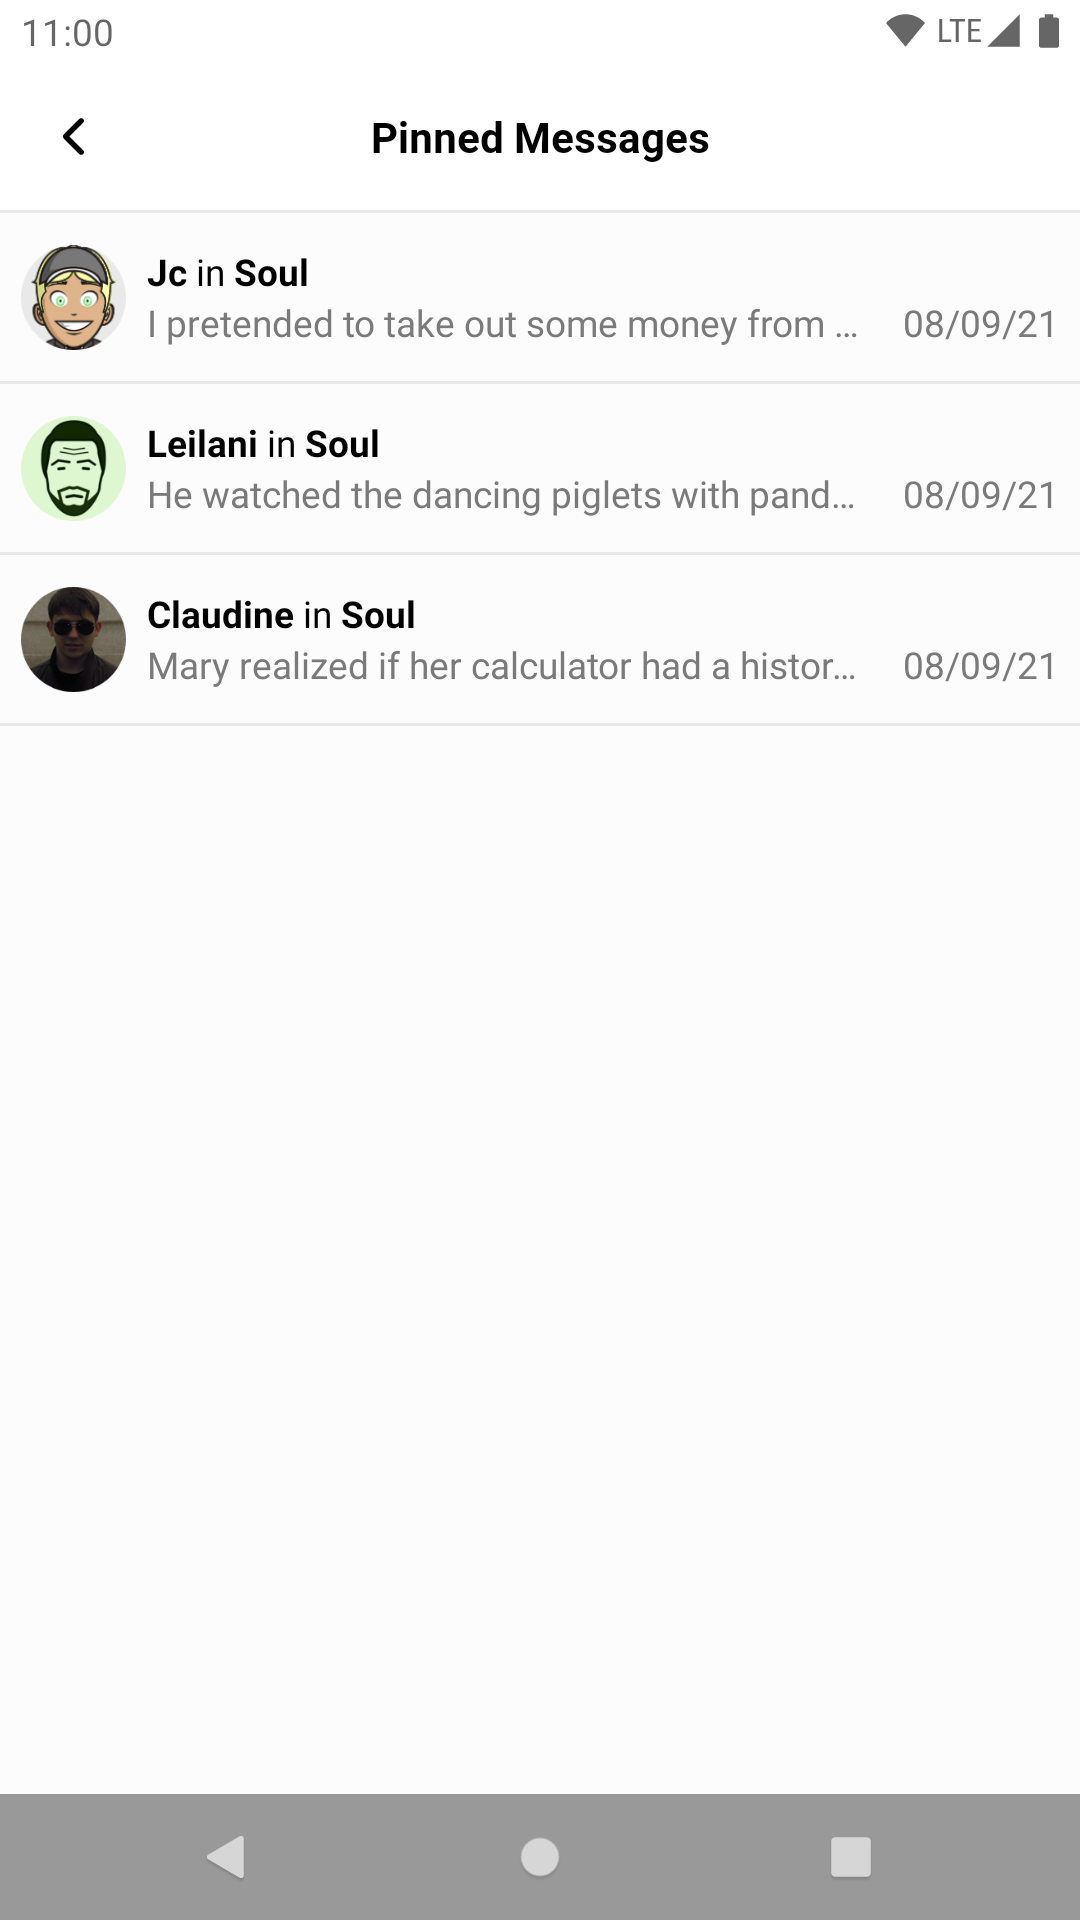 11:00
LTE
Pinned Messages
Jc in Soul
I pretended to take out some money from ... 08/09/21
Leilani in Soul
He watched the dancing piglets with pand... 08/09/21
Claudine in Soul
Mary realized if her calculator had a histor... 08/09/21